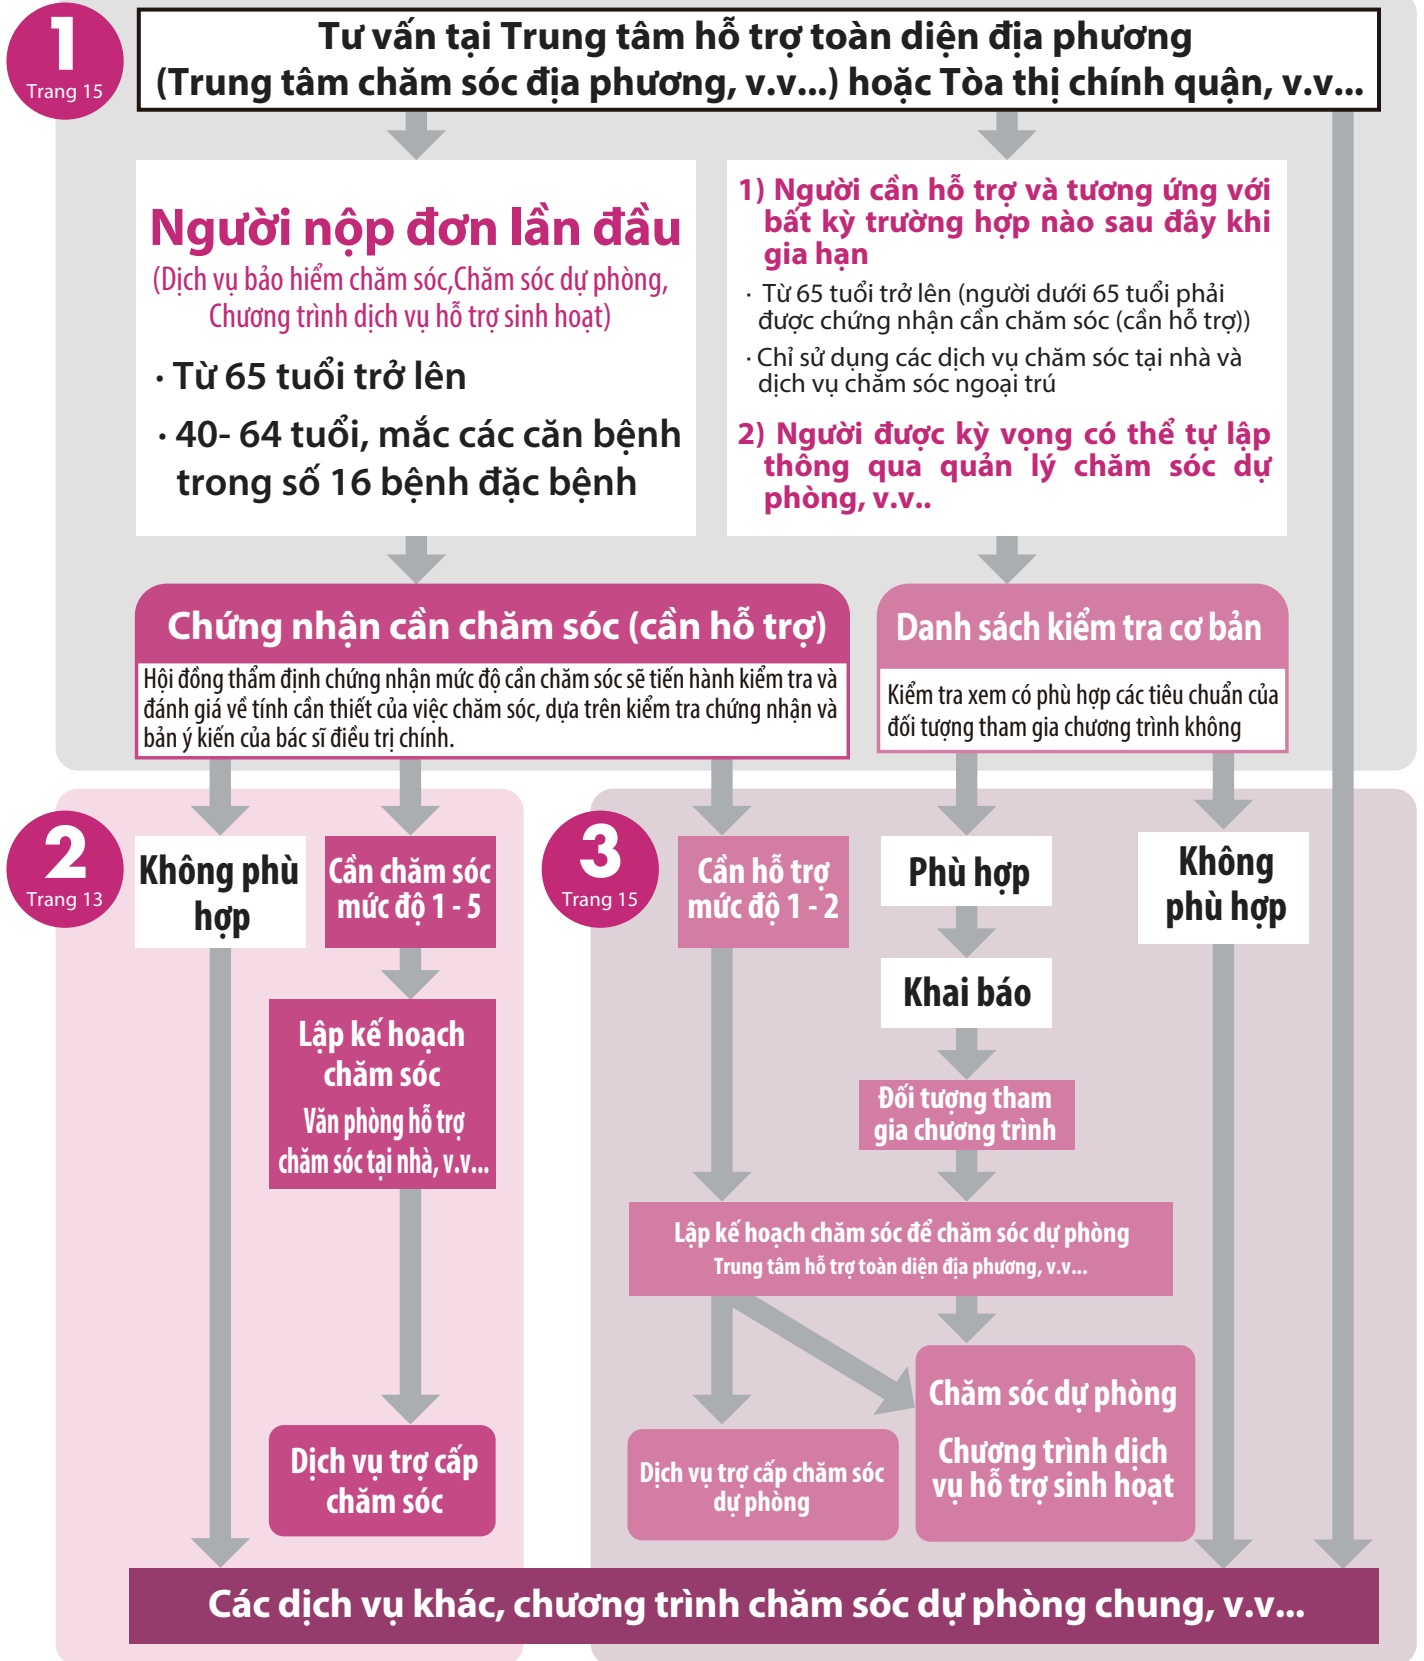 1
Trang 15
Tư vấn tại Trung tâm hỗ trợ toàn diện địa phương
(Trung tâm chăm sóc địa phương, v.v...) hoặc Tòa thị chính quận, v.v...
Người nộp đơn lần đầu
(Dịch vụ bảo hiểm chăm sóc,Chăm sóc dự phòng,
Chương trình dịch vụ hỗ trợ sinh hoạt)
· Từ 65 tuổi trở lên
· 40- 64 tuổi, mắc các căn bệnh
trong số 16 bệnh đặc bệnh
1) Người cần hỗ trợ và tương ứng với
bất kỳ trường hợp nào sau đây khi
gia hạn
· Từ 65 tuổi trở lên (người dưới 65 tuổi phải
được chứng nhận cần chăm sóc (cần hỗ trợ))
· Chỉ sử dụng các dịch vụ chăm sóc tại nhà và
dịch vụ chăm sóc ngoại trú
2) Người được kỳ vọng có thể tự lập
thông qua quản lý chăm sóc dự
phòng, v.v..
Chứng nhận cần chăm sóc (cần hỗ trợ)
Hội đồng thẩm định chứng nhận mức độ cần chăm sóc sẽ tiến hành kiểm tra và
đánh giá về tính cần thiết của việc chăm sóc, dựa trên kiểm tra chứng nhận và
bản ý kiến của bác sĩ điều trị chính.
Danh sách kiểm tra cơ bản
Kiểm tra xem có phù hợp các tiêu chuẩn của
đối tượng tham gia chương trình không
2
Trang 13
Không phù
hợp
Cần chăm sóc
mức độ 1 - 5
Lập kế hoạch
chăm sóc
Văn phòng hỗ trợ
chăm sóc tại nhà, v.v...
Dịch vụ trợ cấp
chăm sóc
3
Trang 15
Cần hỗ trợ
mức độ 1 - 2
Phù hợp
Không
phù hợp
Khai báo
Đối tượng tham
gia chương trình
Lập kế hoạch chăm sóc để chăm sóc dự phòng
Trung tâm hỗ trợ toàn diện địa phương, v.v...
Dịch vụ trợ cấp chăm sóc
dự phòng
Chăm sóc dự phòng
Chương trình dịch
vụ hỗ trợ sinh hoạt
Các dịch vụ khác, chương trình chăm sóc dự phòng chung, v.v...